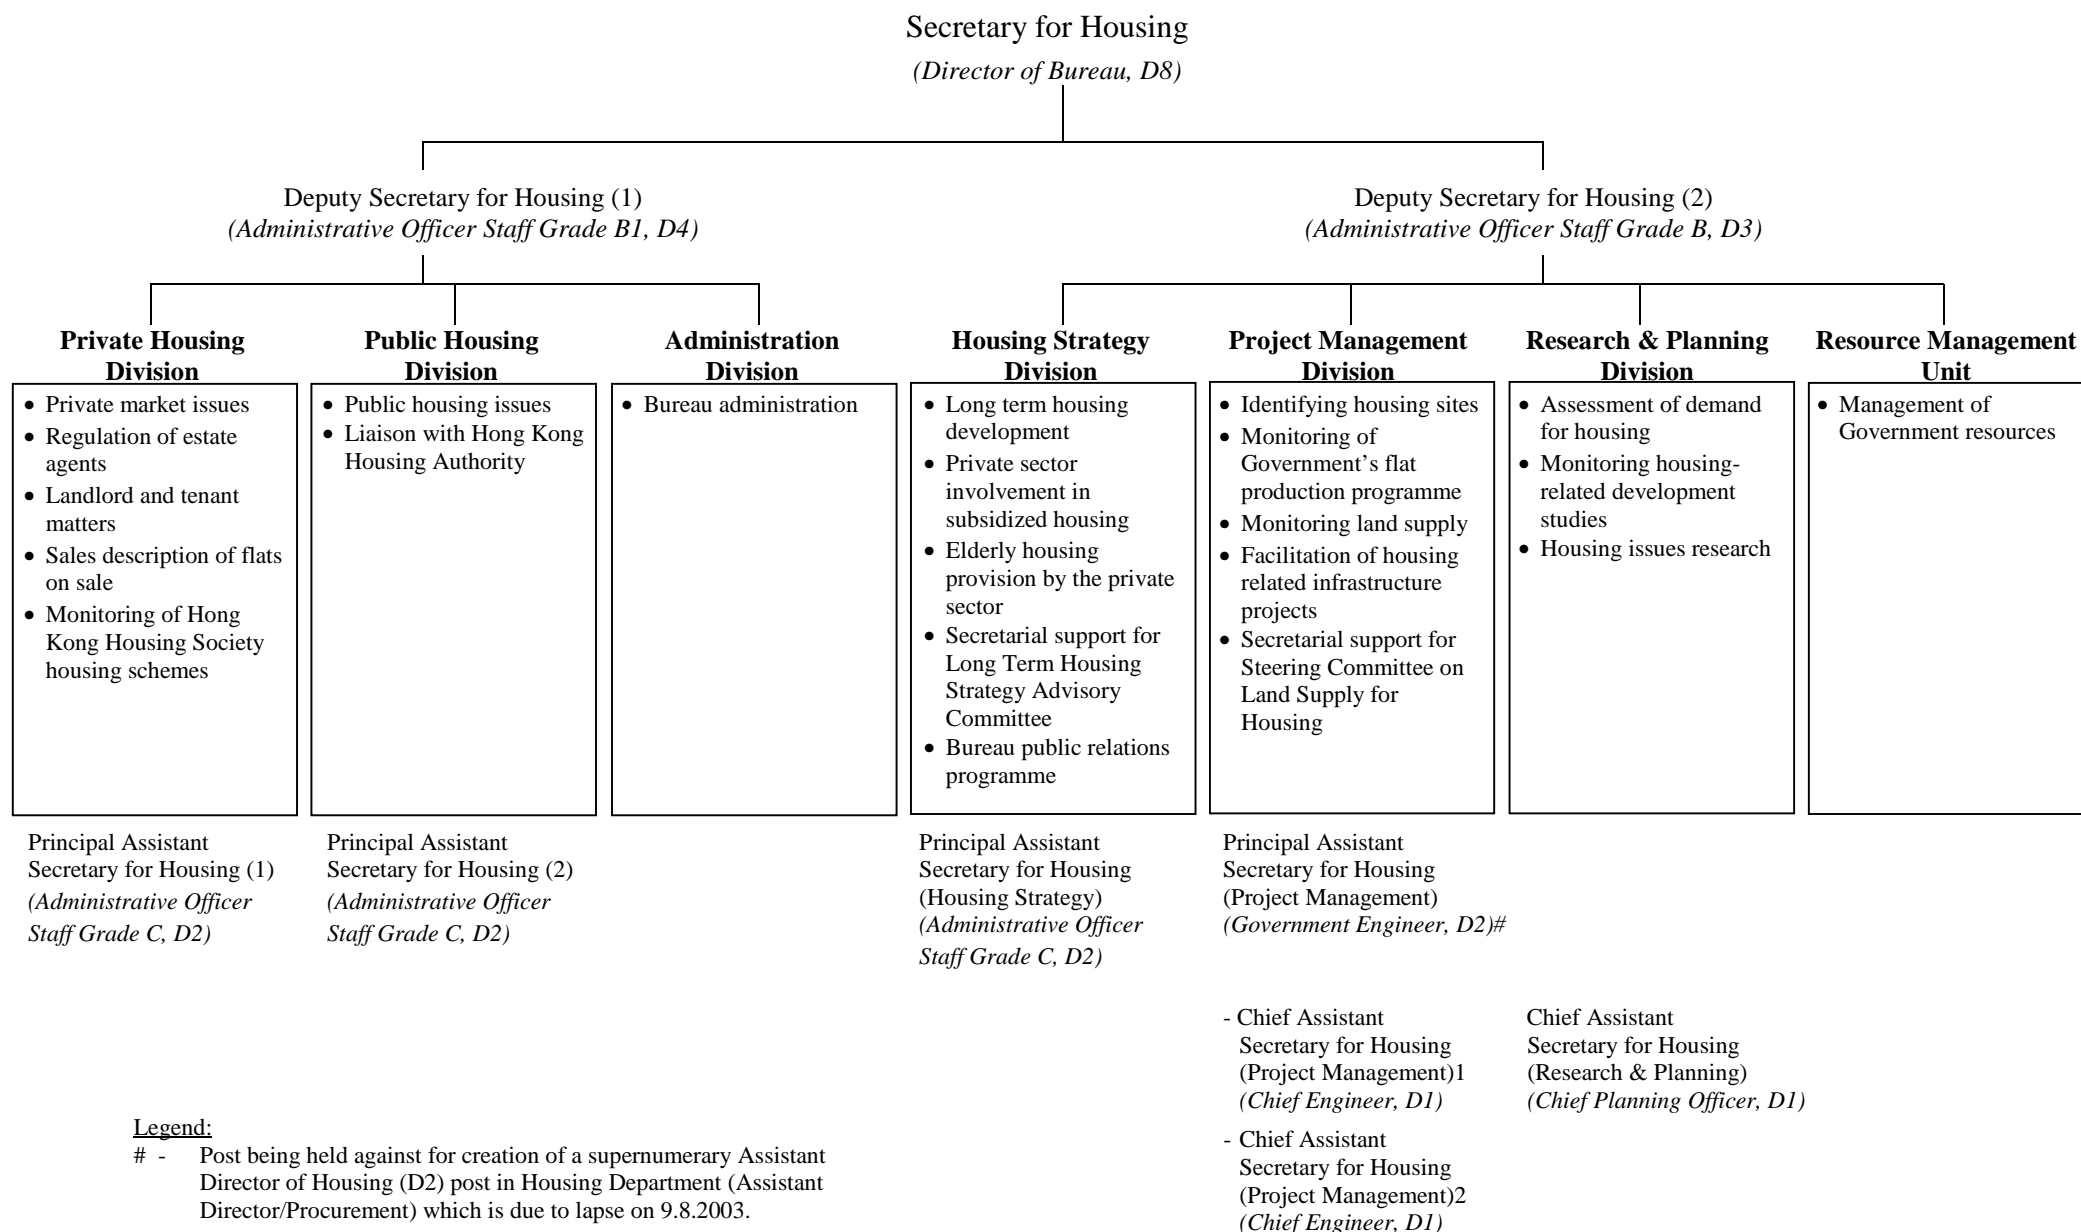 Secretary for Housing
(Director of Bureau, D8)
Deputy Secretary for Housing (1)
(Administrative Officer Staff Grade B1, D4)
Deputy Secretary for Housing (2)
(Administrative Officer Staff Grade B, D3)
Private Housing
Division
• Private market issues
• Regulation of estate
agents
• Landlord and tenant
matters
• Sales description of flats
on sale
• Monitoring of Hong
Kong Housing Society
housing schemes
Principal Assistant
Secretary for Housing (1)
(Administrative Officer
Staff Grade C, D2)
Public Housing
Division
• Public housing issues
• Liaison with Hong Kong
Housing Authority
Principal Assistant
Secretary for Housing (2)
(Administrative Officer
Staff Grade C, D2)
Administration
Division
• Bureau administration
Housing Strategy
Division
• Long term housing
development
• Private sector
involvement in
subsidized housing
• Elderly housing
provision by the private
sector
• Secretarial support for
Long Term Housing
Strategy Advisory
Committee
• Bureau public relations
programme
Principal Assistant
Secretary for Housing
(Housing Strategy)
(Administrative Officer
Staff Grade C, D2)
Project Management
Division
• Identifying housing sites
• Monitoring of
Government’s flat
production programme
• Monitoring land supply
• Facilitation of housing
related infrastructure
projects
• Secretarial support for
Steering Committee on
Land Supply for
Housing
Principal Assistant
Secretary for Housing
(Project Management)
(Government Engineer, D2)#
- Chief Assistant
Secretary for Housing
(Project Management)1
(Chief Engineer, D1)
- Chief Assistant
Secretary for Housing
(Project Management)2
(Chief Engineer, D1)
Research & Planning
Division
• Assessment of demand
for housing
• Monitoring housing-
related development
studies
• Housing issues research
Chief Assistant
Secretary for Housing
(Research & Planning)
(Chief Planning Officer, D1)
Resource Management
Unit
• Management of
Government resources
Legend:
# - Post being held against for creation of a supernumerary Assistant
Director of Housing (D2) post in Housing Department (Assistant
Director/Procurement) which is due to lapse on 9.8.2003.